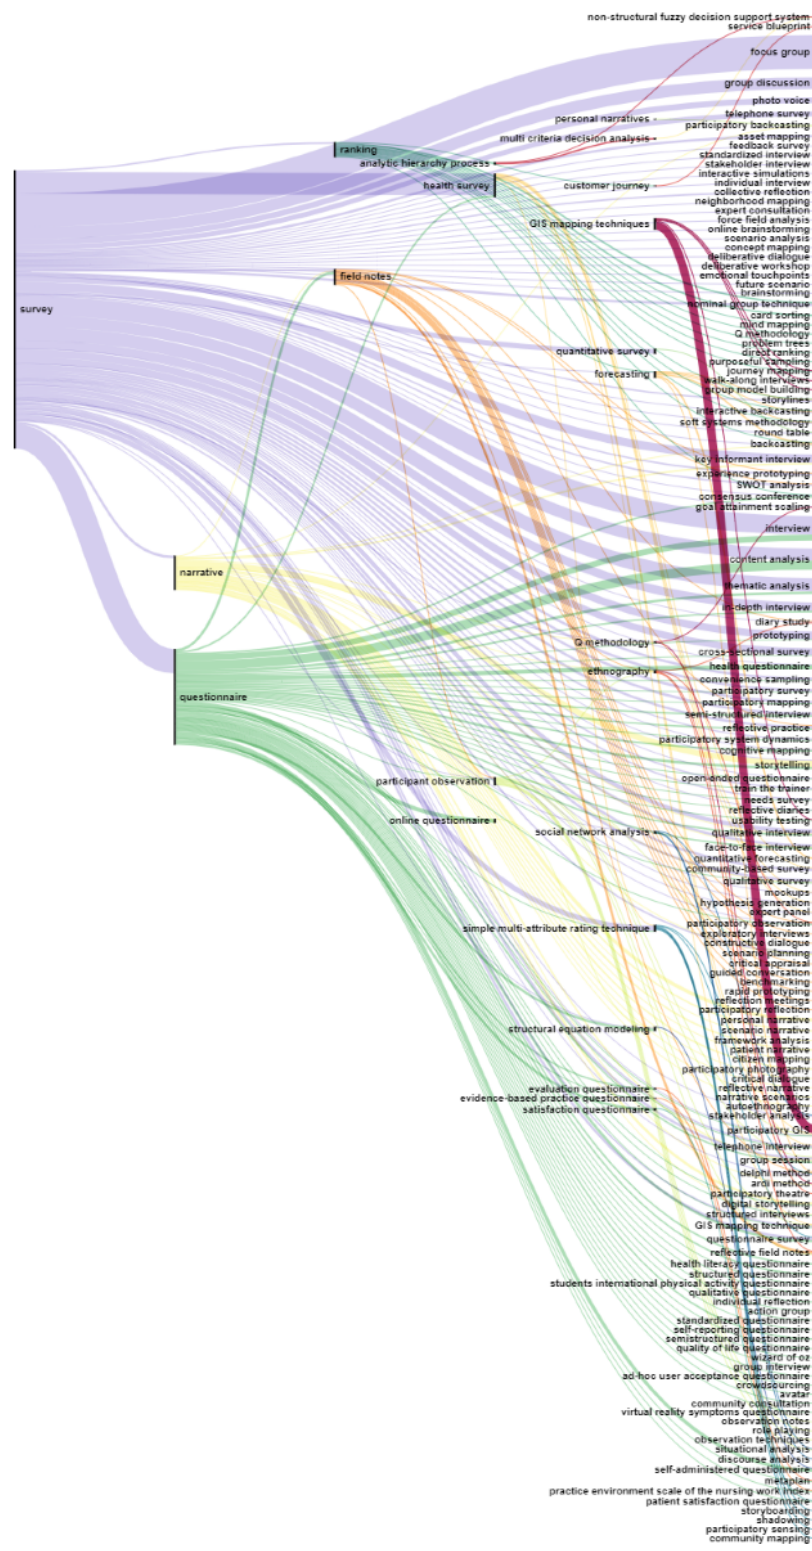 non-structural fuzzy decision support system
service blueprint
focus group
group discussion
photo voice
telephone survey
personal narratives
participatory backcasting
asset mapping
multi criteria decision analysis
feedback survey
ranking
standardized interview
analytic hierarchy process
stakeholder interview
interactive simulations
individual interview
customer journey
health survey
collective reflection
neighborhood mapping
expert consultation
force field analysis
GIS mapping techniques
online brainstorming
scenario analysis
concept mapping
deliberative dialogue
deliberative workshop
emotional touchpoints
field notes
future scenario
brainstorming
nominal group technique
survey
card sorting
mind mapping
Q methodology
problem trees
quantitative survey
direct ranking
purposeful sampling
journey mapping
forecasting
walk-along interviews
group model building
storylines
interactive backcasting
soft systems methodology
round table
backcasting
key informant interview
experience prototyping
SWOT analysis
consensus conference
goal attainment scaling
interview
content analysis
narrative
thematic analysis
in-depth interview
diary study
prototyping
Q methodology
cross-sectional survey
health questionnaire
ethnography
convenience sampling
participatory survey
questionnaire
participatory mapping
semi-structured interview
reflective practice
participatory system dynamics
cognitive mapping
storytelling
open-ended questionnaire
participant observation
train the trainer
needs survey
reflective diaries
online questionnaire
usability testing
social network analysis
qualitative interview
face-to-face interview
quantitative forecasting
community-based survey
qualitative survey
mockups
hypothesis generation
expert panel
participatory observation
simple multi-attribute rating technique
exploratory interviews
constructive dialogue
scenario planning
critical appraisal
guided conversation
benchmarking
rapid prototyping
reflection meetings
participatory reflection
personal narrative
structural equation modeling
scenario narrative
framework analysis
patient narrative
citizen mapping
participatory photography
critical dialogue
evaluation questionnaire
reflective narrative
evidence-based practice questionnaire
narrative scenarios
satisfaction questionnaire
autoethnography
stakeholder analysis
participatory GIS
telephone interview
group session
delphi method
ardi method
participatory theatre
digital storytelling
structured interviews
GIS mapping technique
questionnaire survey
reflective field notes
health literacy questionnaire
structured questionnaire
students international physical activity questionnaire
qualitative questionnaire
individual reflection
action group
standardized questionnaire
self-reporting questionnaire
semistructured questionnaire
quality of life questionnaire
wizard of oz
group interview
ad-hoc user acceptance questionnaire
crowdsourcing
avatar
community consultation
virtual reality symptoms questionnaire
observation notes
role playing
observation techniques
situational analysis
discourse analysis
self-administered questionnaire
metaplan
practice environment scale of the nursing work index
patient satisfaction questionnaire
storyboarding
shadowing
participatory sensing
community mapping